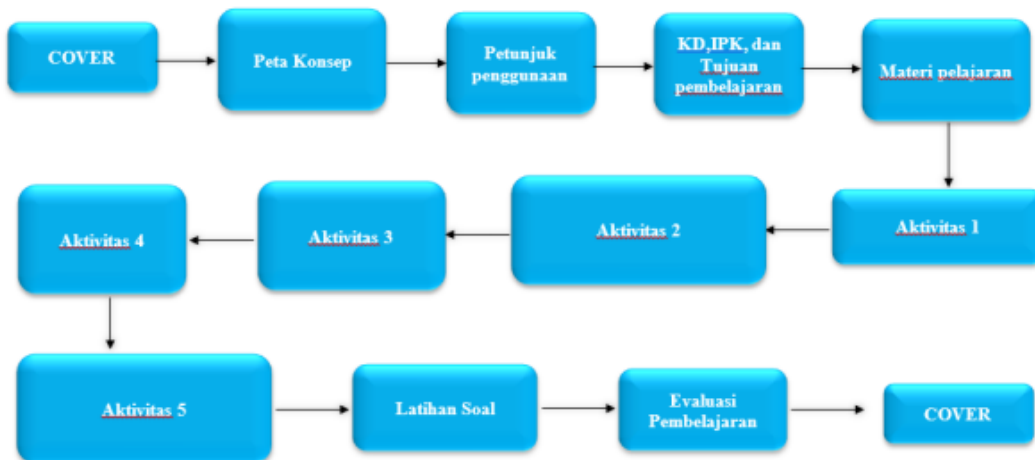 COVER
Peta Konsep
Petunjuk
penggunaan
KD,IPK, dan
Tujuan
pembelajaran
Materi pelajaran
Aktivitas 1
Aktivitas 2
Aktivitas 3
Aktivitas 4
Aktivitas 5
Latihan Soal
Evaluasi
Pembelajaran
COVER